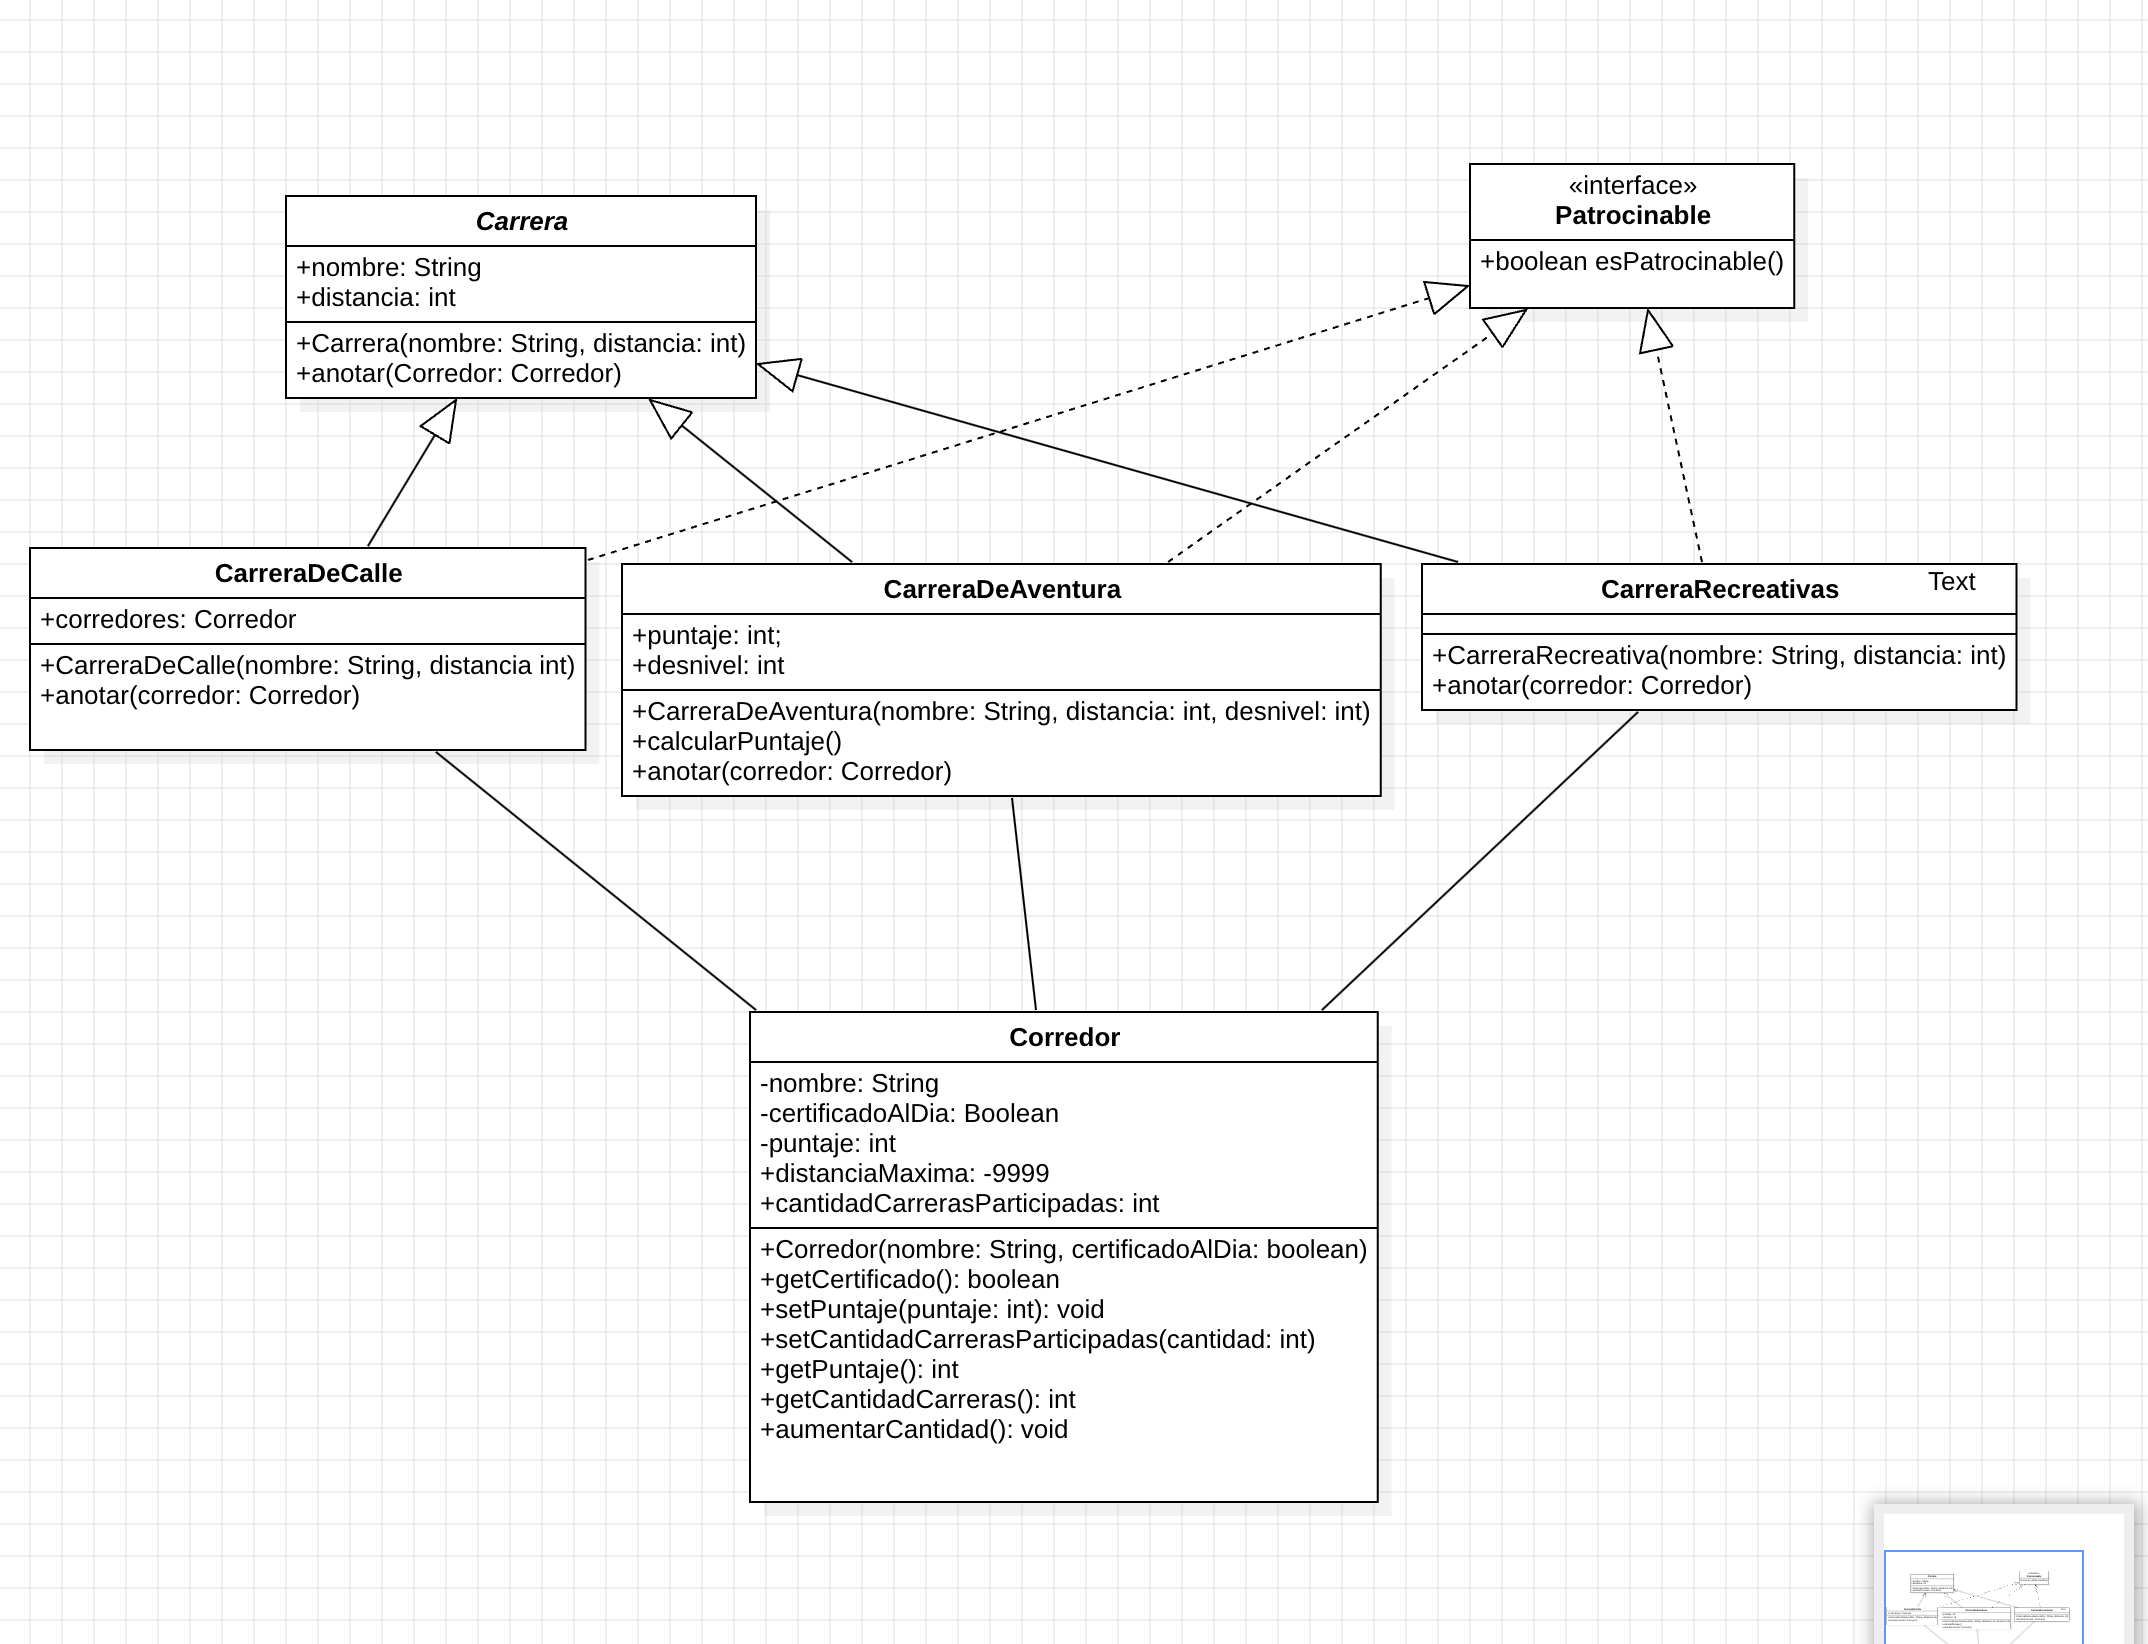 Carrera
+nombre: String
+distancia: int
+Carrera(nombre: String, distancia: int)
+anotar(Corredor: Corredor)
«interface»
Patrocinable
+boolean esPatrocinable()
CarreraDeCalle
+corredores: Corredor
+CarreraDeCalle(nombre: String, distancia int)
+anotar(corredor: Corredor)
CarreraDeAventura
+puntaje: int;
+desnivel: int
+CarreraDeAventura(nombre: String, distancia: int, desnivel: int)
+calcularPuntaje()
+anotar(corredor: Corredor)
CarreraRecreativas
Text
+CarreraRecreativa(nombre: String, distancia: int)
+anotar(corredor: Corredor)
Corredor
-nombre: String
-certificadoAlDia: Boolean
-puntaje: int
+distanciaMaxima: -9999
+cantidadCarrerasParticipadas: int
+Corredor(nombre: String, certificadoAlDia: boolean)
+getCertificado(): boolean
+setPuntaje(puntaje: int): void
+setCantidadCarrerasParticipadas(cantidad: int)
+getPuntaje(): int
+getCantidadCarreras(): int
+aumentarCantidad(): void